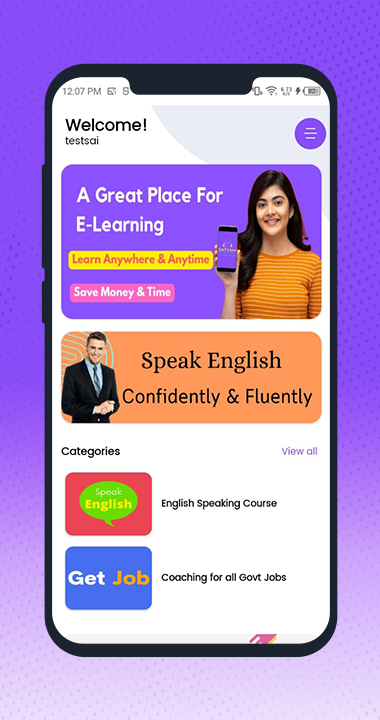 12:07 PM
Welcome!
testsai
A Great Place For
E-Learning
Learn Anywhere & Anytime
Save Money & Time
Speak English
Confidently & Fluently
Categories
View all
Speak
English
English Speaking Course
Get Job
Coaching for all Govt Jobs